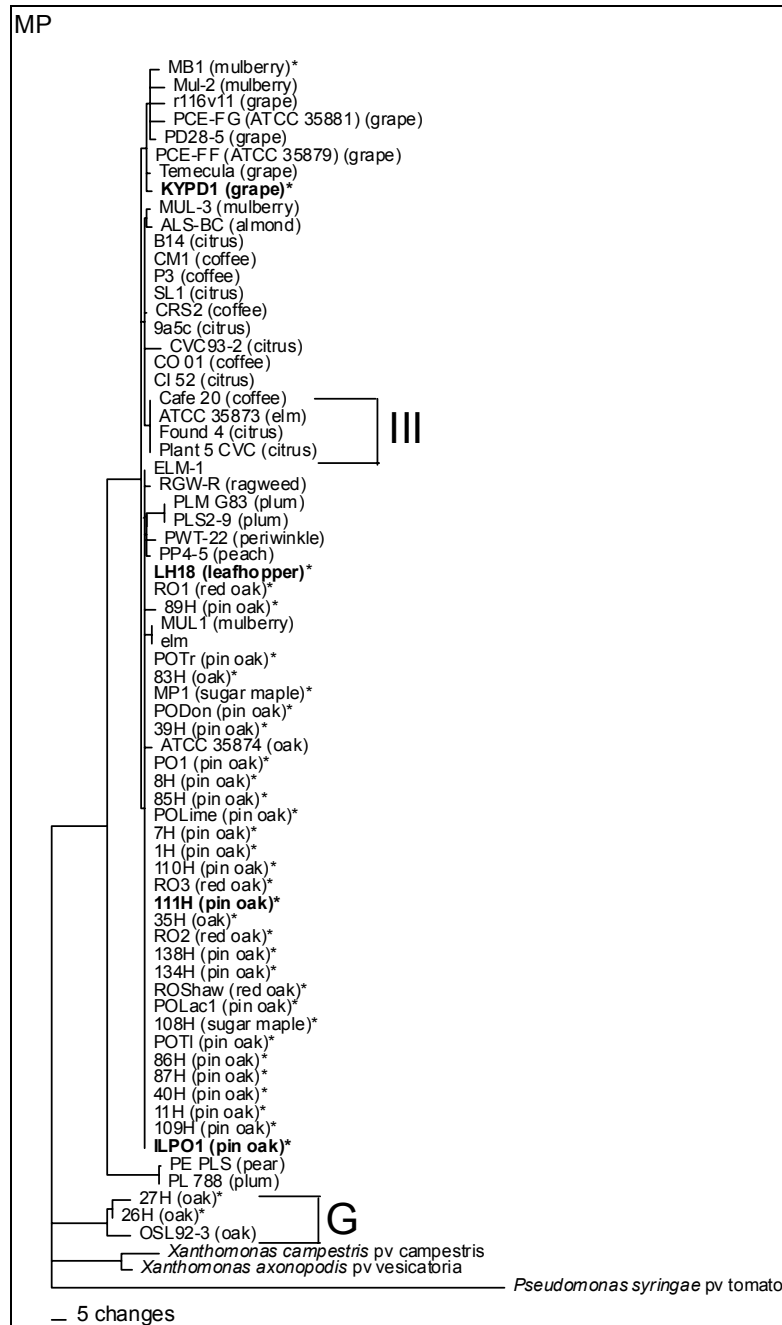 MP
MB1 (mulberry)*
Mul-2 (mulberry)
r116v11 (grape)
PCE-FG (ATCC 35881) (grape)
PD28-5 (grape)
PCE-FF (ATCC 35879) (grape)
Temecula (grape)
KYPD1 (grape)*
MUL-3 (mulberry)
ALS-BC (almond)
B14 (citrus)
CM1 (coffee)
P3 (coffee)
SL1 (citrus)
CRS2 (coffee)
9a5c (citrus)
CVC93-2 (citrus)
CO 01 (coffee)
CI 52 (citrus)
Cafe 20 (coffee)
ATCC 35873 (elm)
III
Found 4 (citrus)
Plant 5 CVC (citrus)
ELM-1
RGW-R (ragweed)
PLM G83 (plum)
PLS2-9 (plum)
PWT-22 (periwinkle)
PP4-5 (peach)
LH18 (leafhopper)*
RO1 (red oak)*
89H (pin oak)*
MUL1 (mulberry)
elm
POTr (pin oak)*
83H (oak)*
MP1 (sugar maple)*
PODon (pin oak)*
39H (pin oak)*
ATCC 35874 (oak)
PO1 (pin oak)*
8H (pin oak)*
85H (pin oak)*
POLime (pin oak)*
7H (pin oak)*
1H (pin oak)*
110H (pin oak)*
RO3 (red oak)*
111H (pin oak)*
35H (oak)*
RO2 (red oak)*
138H (pin oak)*
134H (pin oak)*
ROShaw (red oak)*
POLac1 (pin oak)*
108H (sugar maple)*
POTl (pin oak)*
86H (pin oak)*
87H (pin oak)*
40H (pin oak)*
11H (pin oak)*
109H (pin oak)*
ILPO1 (pin oak)*
PE PLS (pear)
PL 788 (plum)
27H (oak)*
26H (oak)*
G
OSL92-3 (oak)
Xanthomonas campestris pv campestris
Xanthomonas axonopodis pv vesicatoria
Pseudomonas syringae pv tomato
5 changes